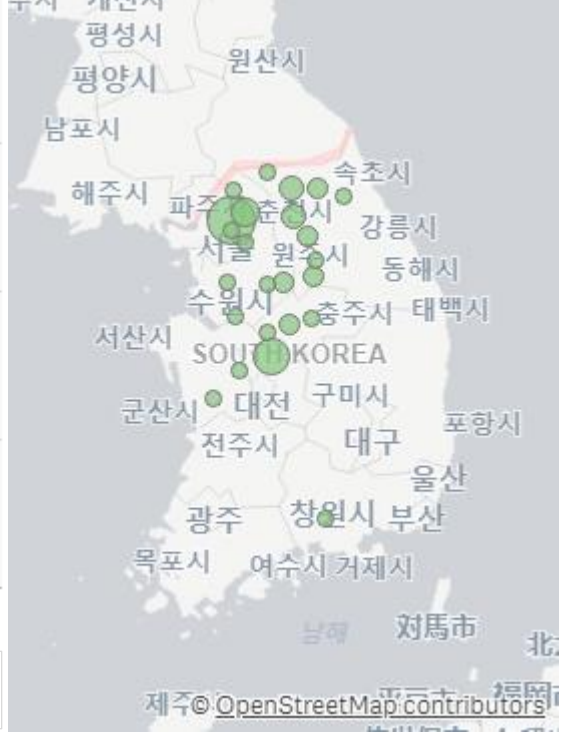 평성시
원산시
평양시
남포시
속초시
해주시
파주
춘천시
강릉시
서울
원주시
동해시
수원시
충주시
태백시
서산시
SOUTH KOREA
구미시
군산시
대전
포항시
전주시
대구
울산
광주
창원시
부산
목포시
여수시
거제시
남해
対馬市
제주
© OpenStreetMap contributors